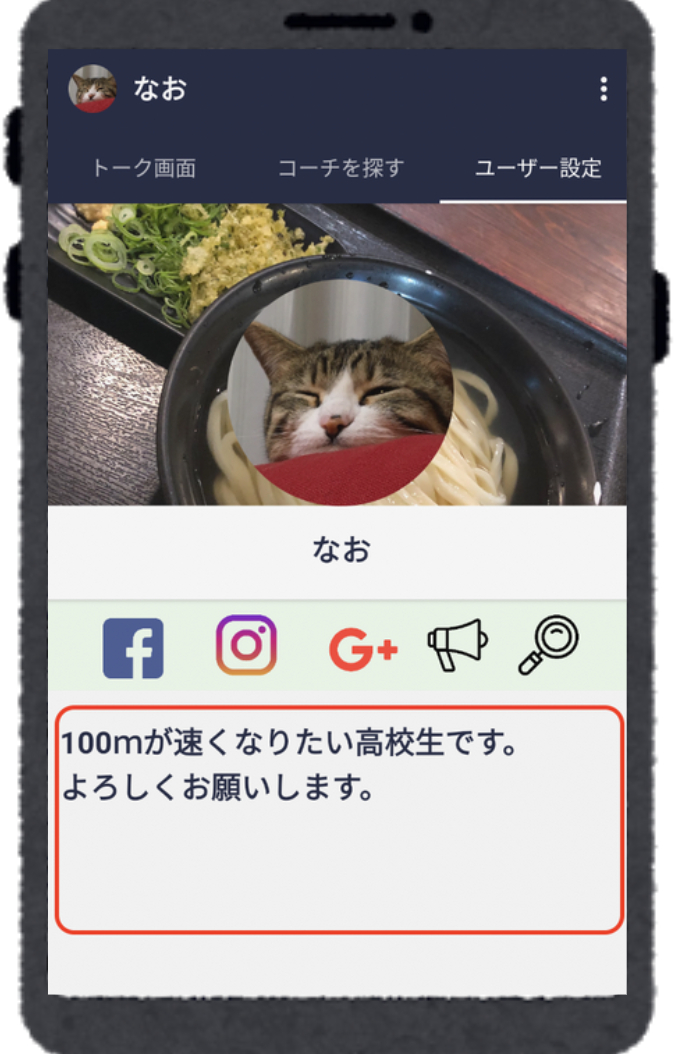 なお
トーク画面 コーチを探す ユーザー設定
なお
f G+
100mが速くなりたい高校生です。
よろしくお願いします。